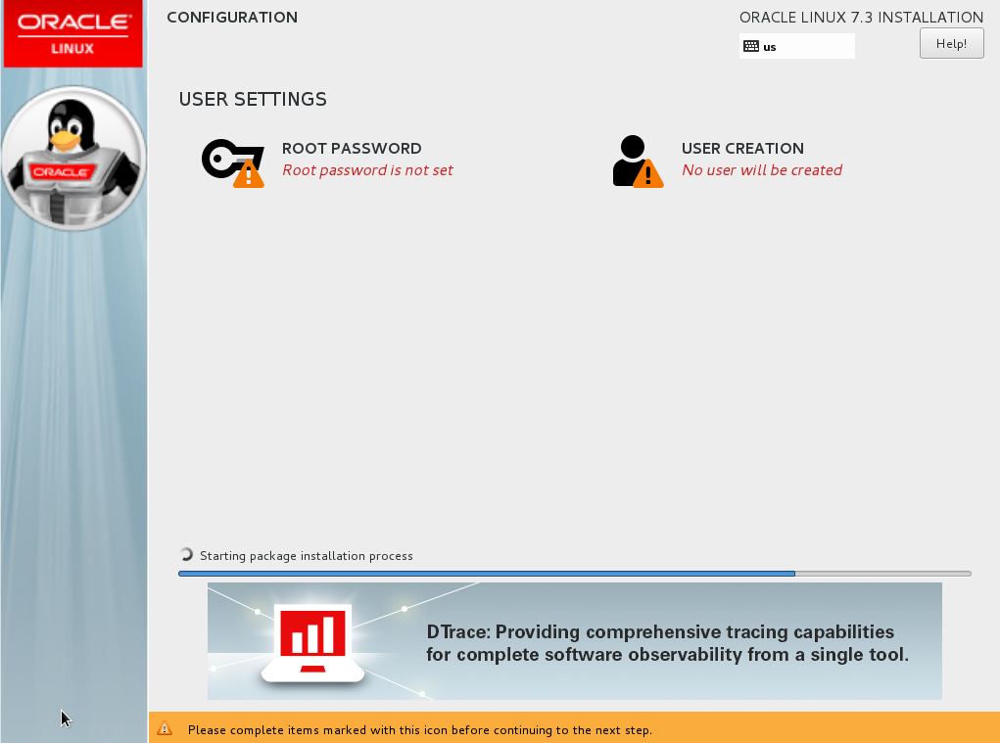 ORACLE
LINUX
CONFIGURATION
ORACLE LINUX 7.3 INSTALLATION
us
Help!
ORACLE
USER SETTINGS
ROOT PASSWORD
Root password is not set
USER CREATION
No user will be created
Starting package installation process
DTrace: Providing comprehensive tracing capabilities
for complete software observability from a single tool.
Please complete items marked with this icon before continuing to the next step.